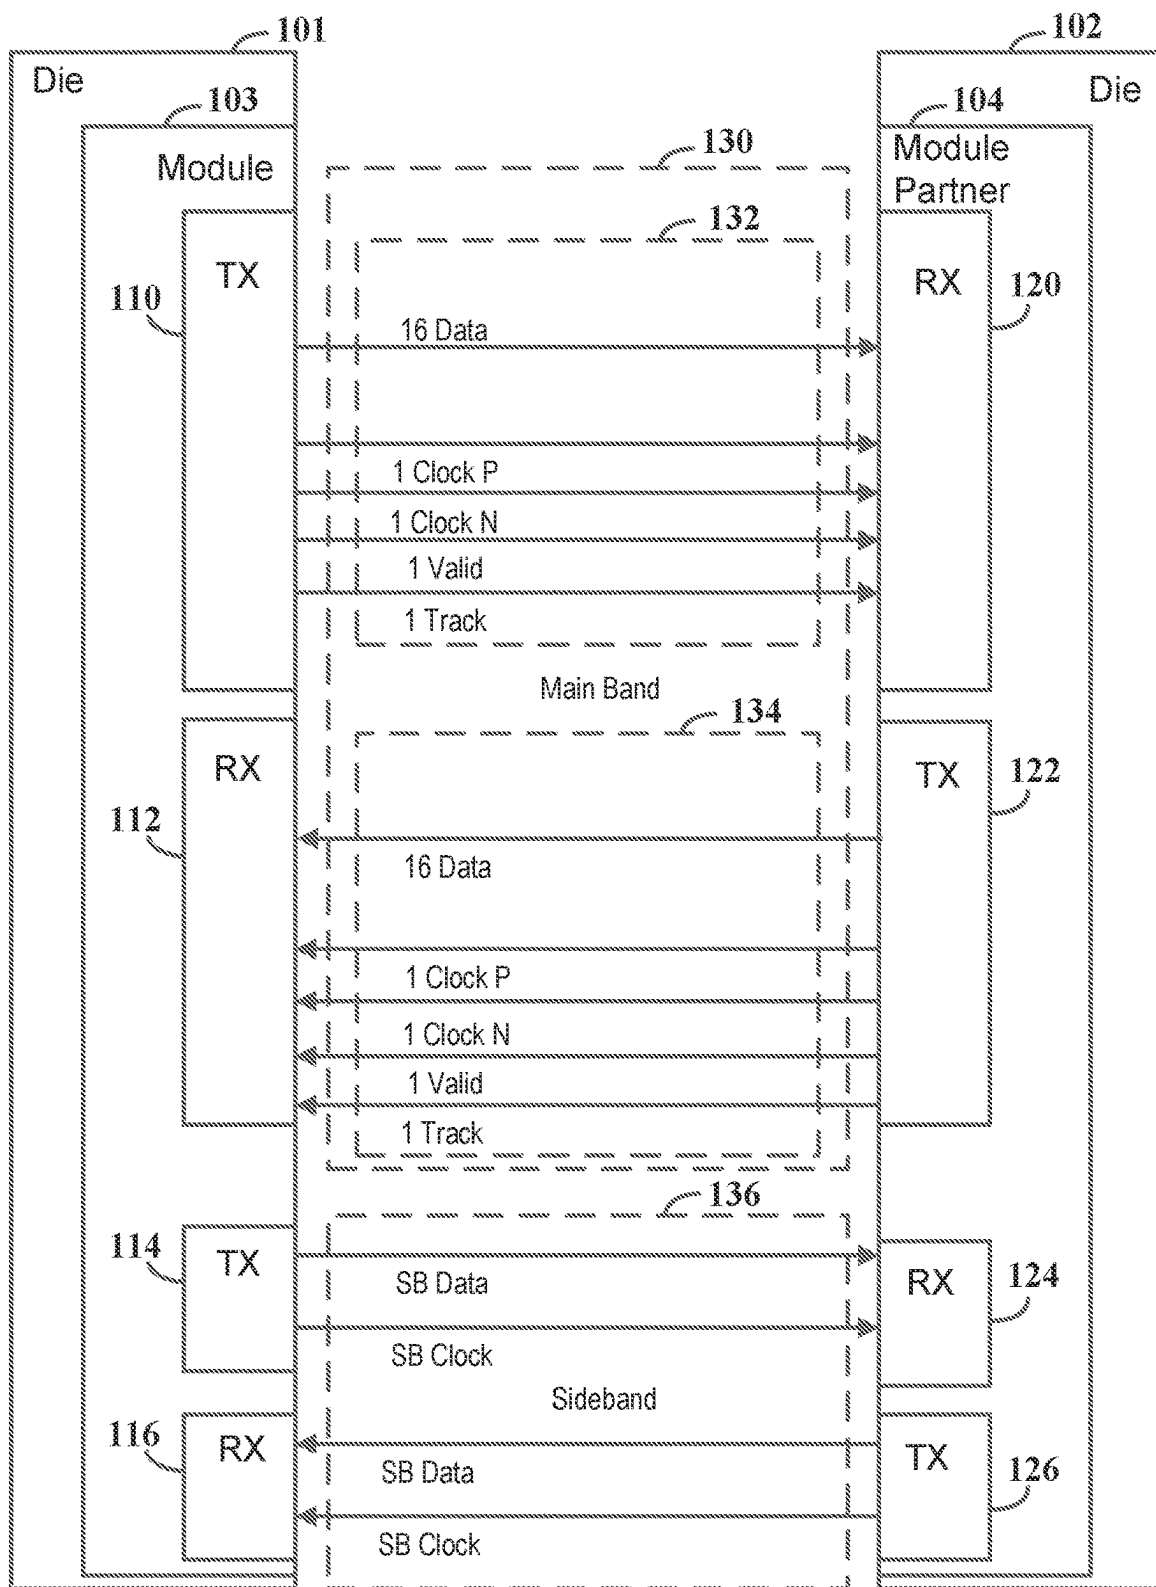 101
102
Die
Die
103
104
Module
Module
Partner
130
132
TX
RX
110
120
16 Data
1 Clock P
1 Clock N
1 Valid
1 Track
Main Band
134
RX
TX
112
122
16 Data
1 Clock P
1 Clock N
1 Valid
1 Track
136
114
TX
RX
124
SB Data
SB Clock
Sideband
116
RX
TX
126
SB Data
SB Clock